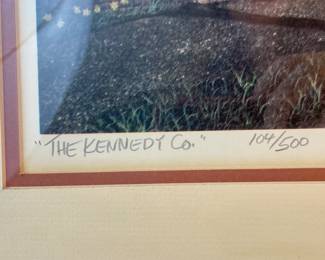 "THE KENNEDY CO." 104/500